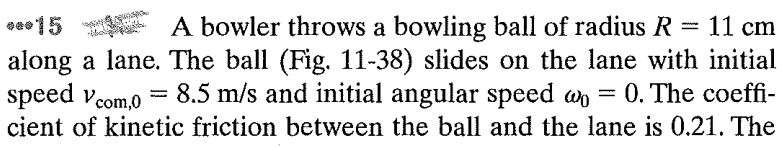 •••15 A bowler throws a bowling ball of radius R = 11 cm
along a lane. The ball (Fig. 11-38) slides on the lane with initial
speed v_com,0 = 8.5 m/s and initial angular speed ω₀ = 0. The coeffi-
cient of kinetic friction between the ball and the lane is 0.21. The